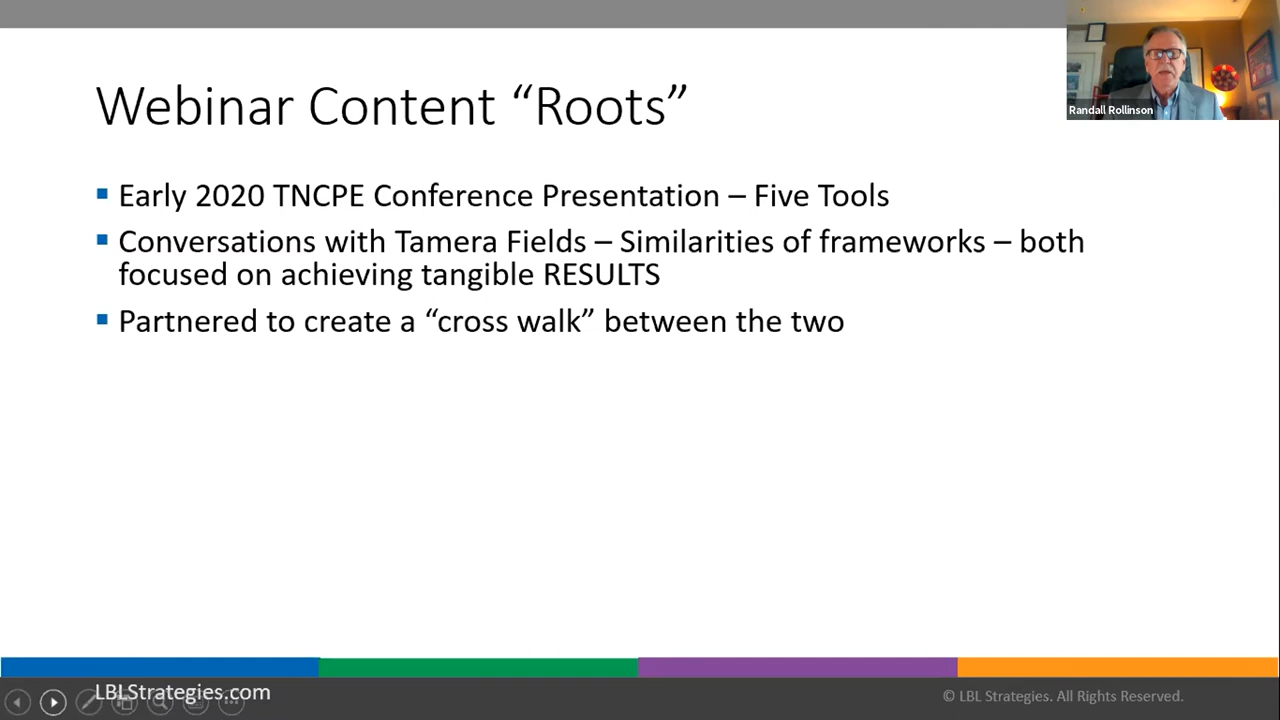 Randall Rollinson
Webinar Content “Roots”
Early 2020 TNCPE Conference Presentation – Five Tools
Conversations with Tamera Fields – Similarities of frameworks – both
focused on achieving tangible RESULTS
Partnered to create a “cross walk” between the two
LBLStrategies.com
© LBL Strategies. All Rights Reserved.